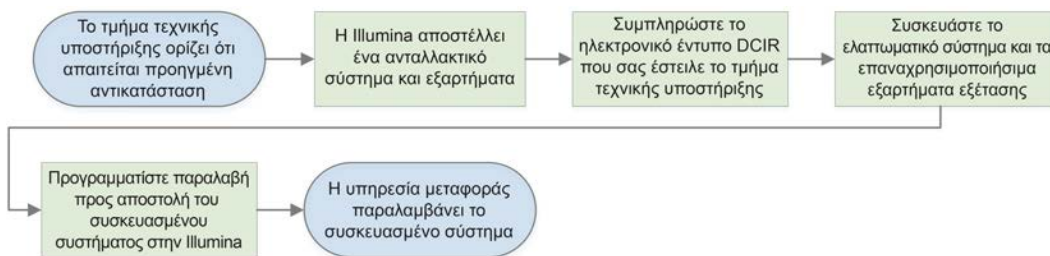 Το τμήμα τεχνικής
υποστήριξης ορίζει ότι
απαιτείται προηγμένη
αντικατάσταση
Η Illumina αποστέλλει
ένα ανταλλακτικό
σύστημα και εξαρτήματα
Συμπληρώστε το
ηλεκτρονικό έντυπο DCIR
που σας έστειλε το τμήμα
τεχνικής υποστήριξης
Συσκευάστε το
ελαττωματικό σύστημα και τα
επαναχρησιμοποιήσιμα
εξαρτήματα εξέτασης
Προγραμματίστε παραλαβή
προς αποστολή του
συσκευασμένου
συστήματος στην Illumina
Η υπηρεσία μεταφοράς
παραλαμβάνει το
συσκευασμένο σύστημα